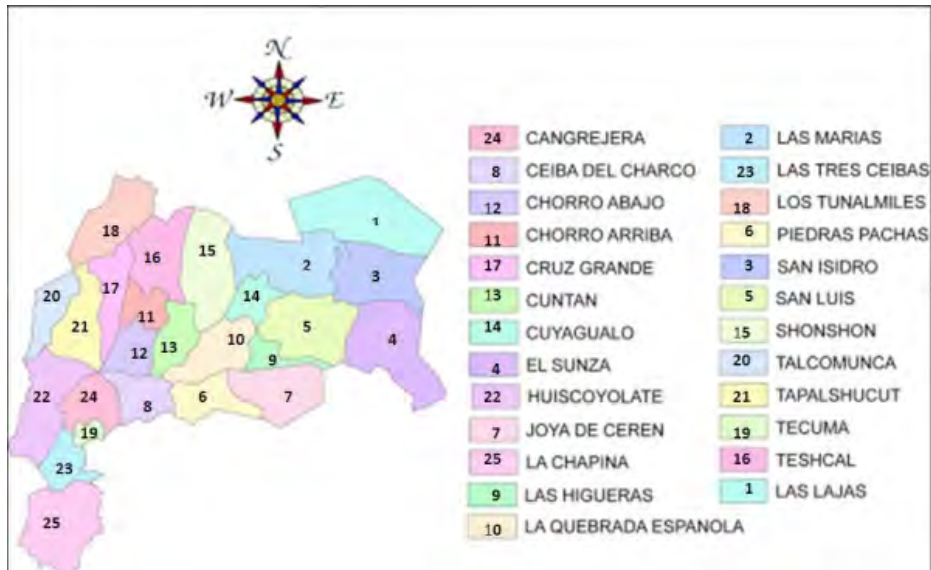 N
W E
S
24 CANGREJERA
8 CEIBA DEL CHARCO
12 CHORRO ABAJO
11 CHORRO ARRIBA
17 CRUZ GRANDE
13 CUNTAN
14 CUYAGUALO
4 EL SUNZA
22 HUISCOYOLATE
7 JOYA DE CEREN
25 LA CHAPINA
9 LAS HIGUERAS
10 LA QUEBRADA ESPANOLA
2 LAS MARIAS
23 LAS TRES CEIBAS
18 LOS TUNALMILES
6 PIEDRAS PACHAS
3 SAN ISIDRO
5 SAN LUIS
15 SHONSHON
20 TALCOMUNCA
21 TAPALSHUCUT
19 TECUMA
16 TESHCAL
1 LAS LAJAS
1
18
15
16
2
3
17
20
14
11
21
5
10
4
12
13
9
22
24
8
6
7
19
23
25